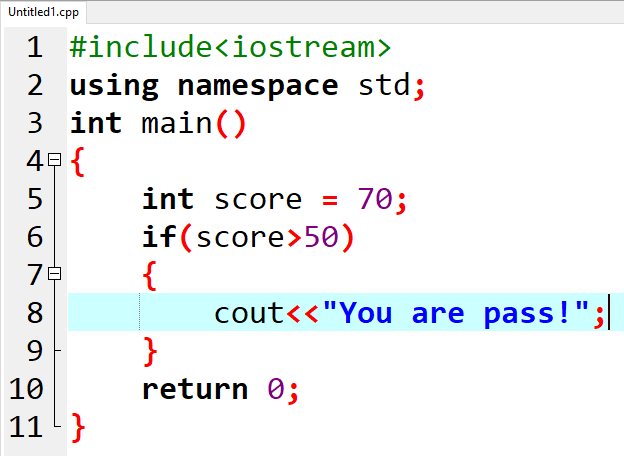 Untitled1.cpp
1 #include<iostream>
2 using namespace std;
3 int main()
4 {
5     int score = 70;
6     if(score>50)
7     {
8         cout<<"You are pass!";
9     }
10     return 0;
11 }